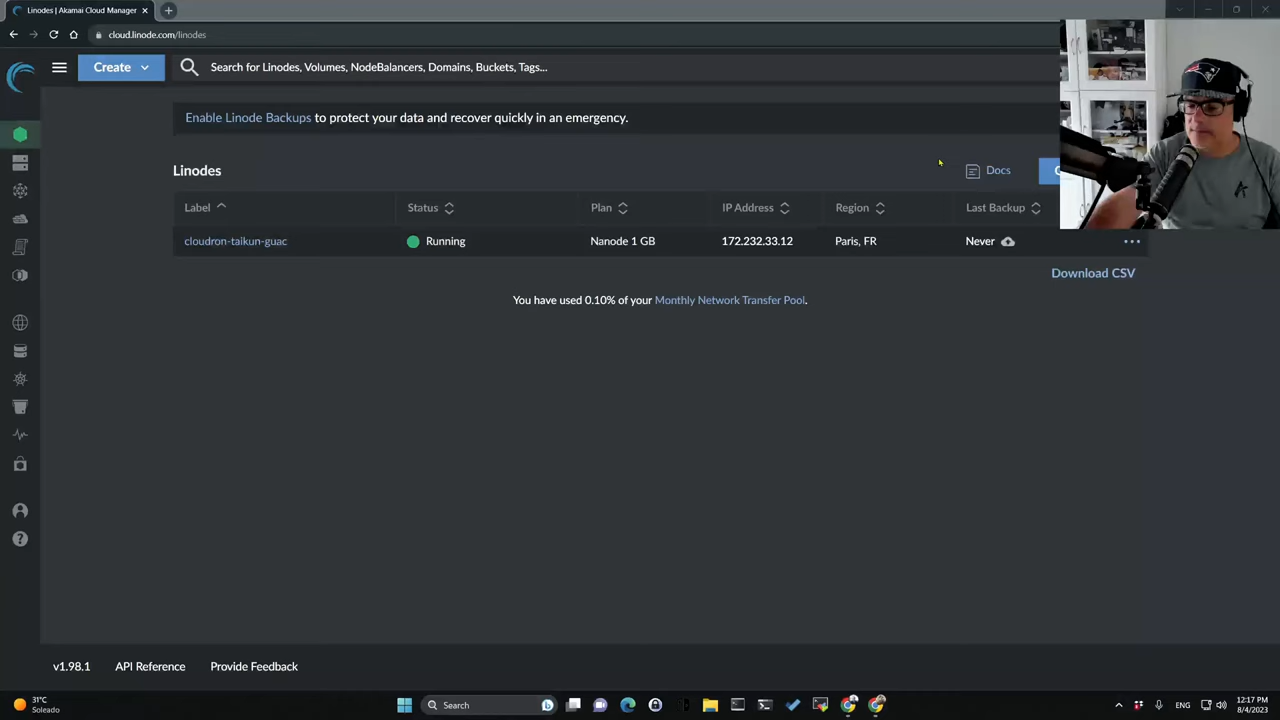 Linodes | Akamai Cloud Manager
cloud.linode.com/linodes
Create
Search for Linodes, Volumes, NodeBalancers, Domains, Buckets, Tags...
Enable Linode Backups to protect your data and recover quickly in an emergency.
Linodes
Docs
Label Status Plan IP Address Region Last Backup
cloudron-taikun-guac Running Nanode 1 GB 172.232.33.12 Paris, FR Never
Download CSV
You have used 0.10% of your Monthly Network Transfer Pool.
v1.98.1 API Reference Provide Feedback
31°C
Soleado
Search
ENG
12:17 PM
8/4/2023